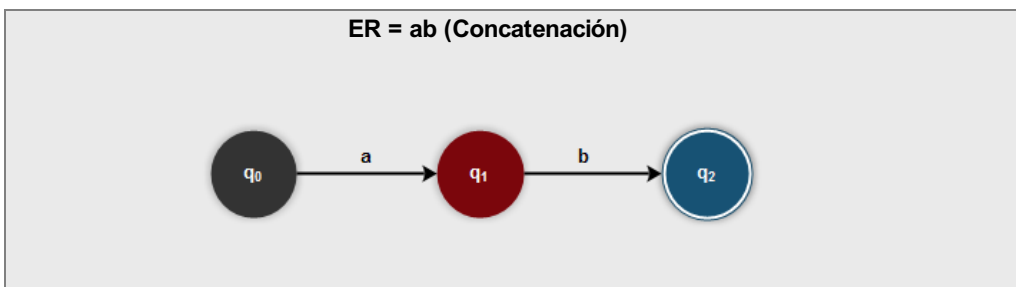 ER = ab (Concatenación)
a
b
q₀
q₁
q₂